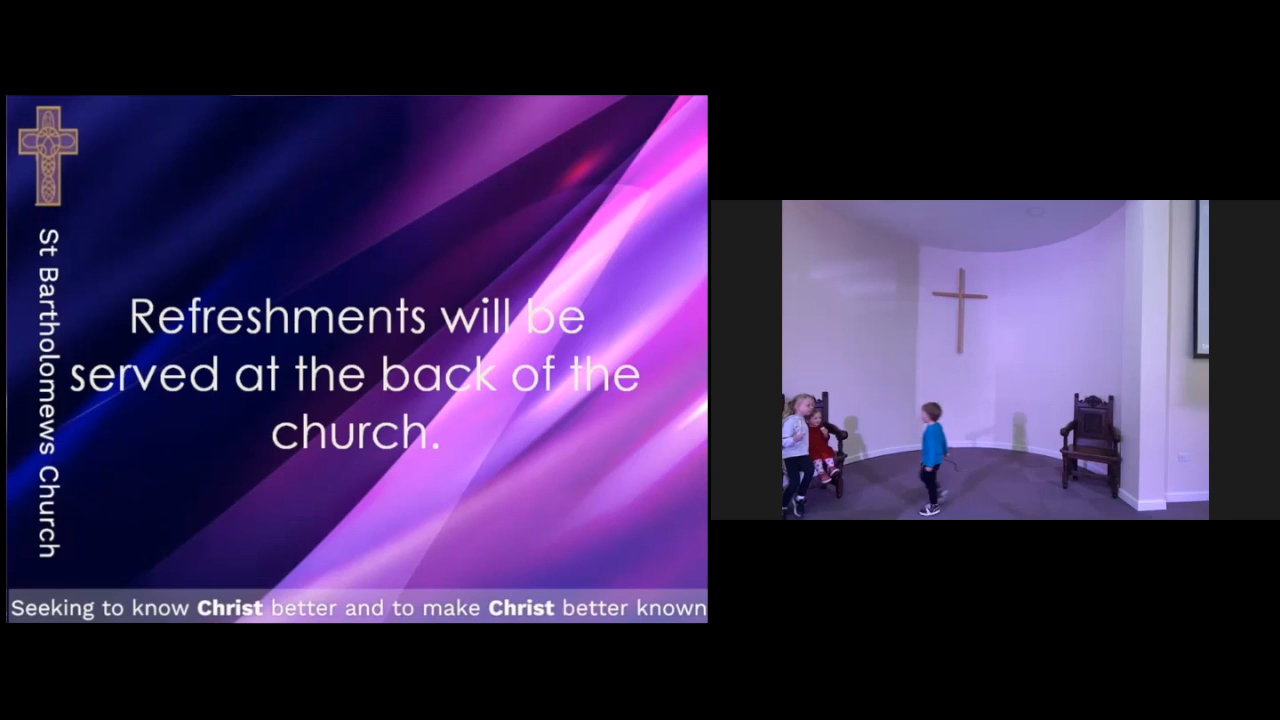 St Bartholomews Church
Refreshments will be
served at the back of the
church.
Seeking to know Christ better and to make Christ better known